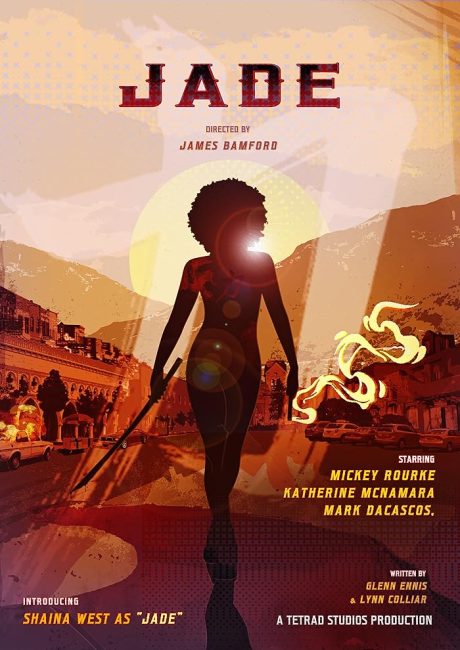 JADE
DIRECTED BY
JAMES BAMFORD
STARRING
MICKEY ROURKE
KATHERINE MCNAMARA
MARK DACASCOS.
WRITTEN BY
GLENN ENNIS
& LYNN COLLIAR
INTRODUCING
SHAINA WEST AS "JADE"
A TETRAD STUDIOS PRODUCTION